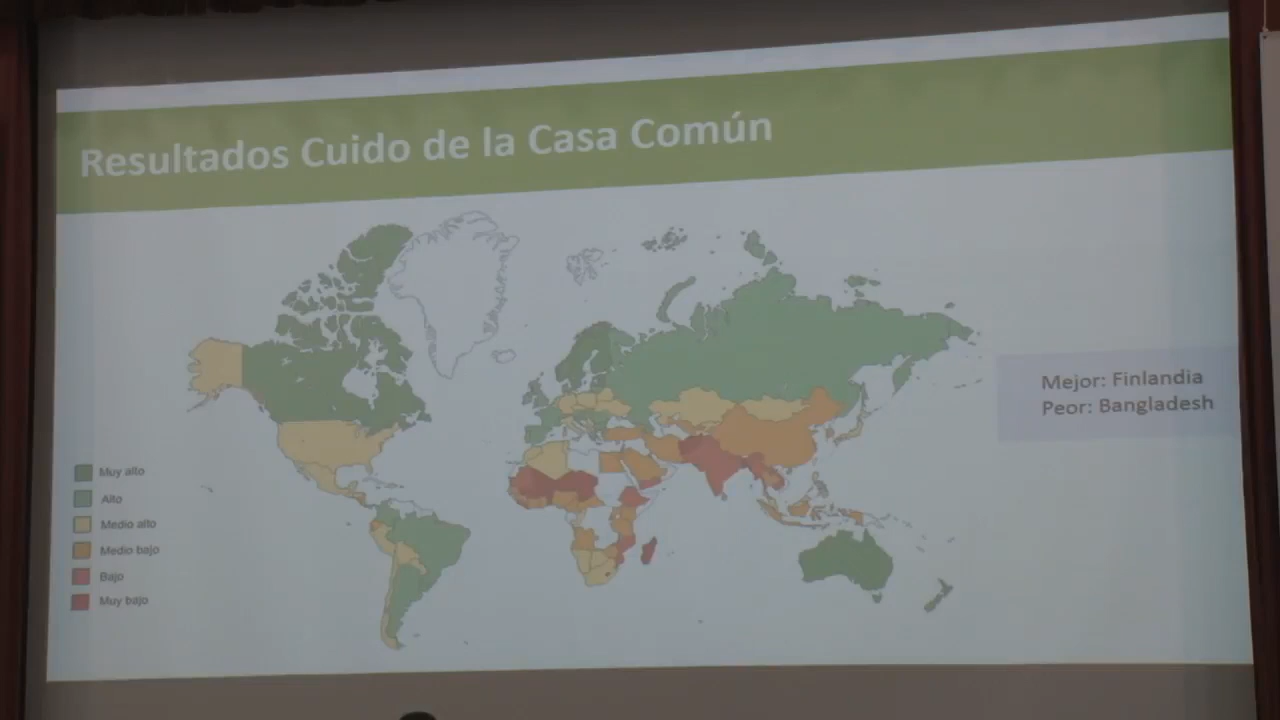 Resultados Cuido de la Casa Común
Mejor: Finlandia
Peor: Bangladesh
Muy alto
Alto
Medio alto
Medio bajo
Bajo
Muy bajo